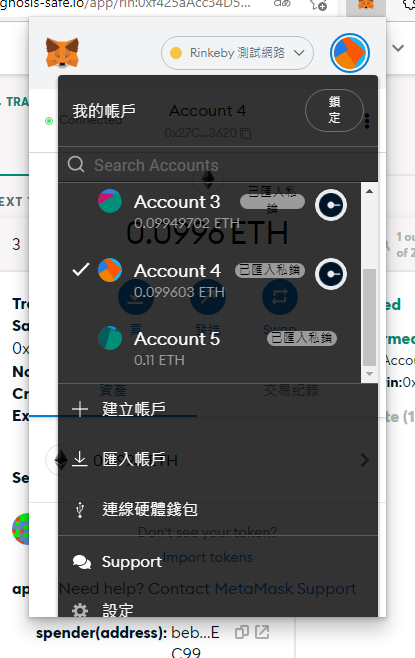 gnosis-safe.io/app/rin:0xf425aAcc34D5...
Rinkeby 測試網路
TRA
我的帳戶
鎖定
Connected
Account 4
0x27C...3620
Search Accounts
EXT T
已匯入私鑰
Account 3
0.09949702 ETH
0.0996 ETH
3
1 ou
of 2
已匯入私鑰
Account 4
0.099603 ETH
Tra
Sa
買
發送
Swap
ed
0x
已匯入私鑰
Account 5
0.11 ETH
No
Cr
Ex
資產
交易紀錄
in:0x
te (1
建立帳戶
匯入帳戶
ETH
Se
連線硬體錢包
Don't see your token?
Import tokens
Support
Need help? Contact MetaMask Support
ap
設定
spender(address):
beb...E
C99